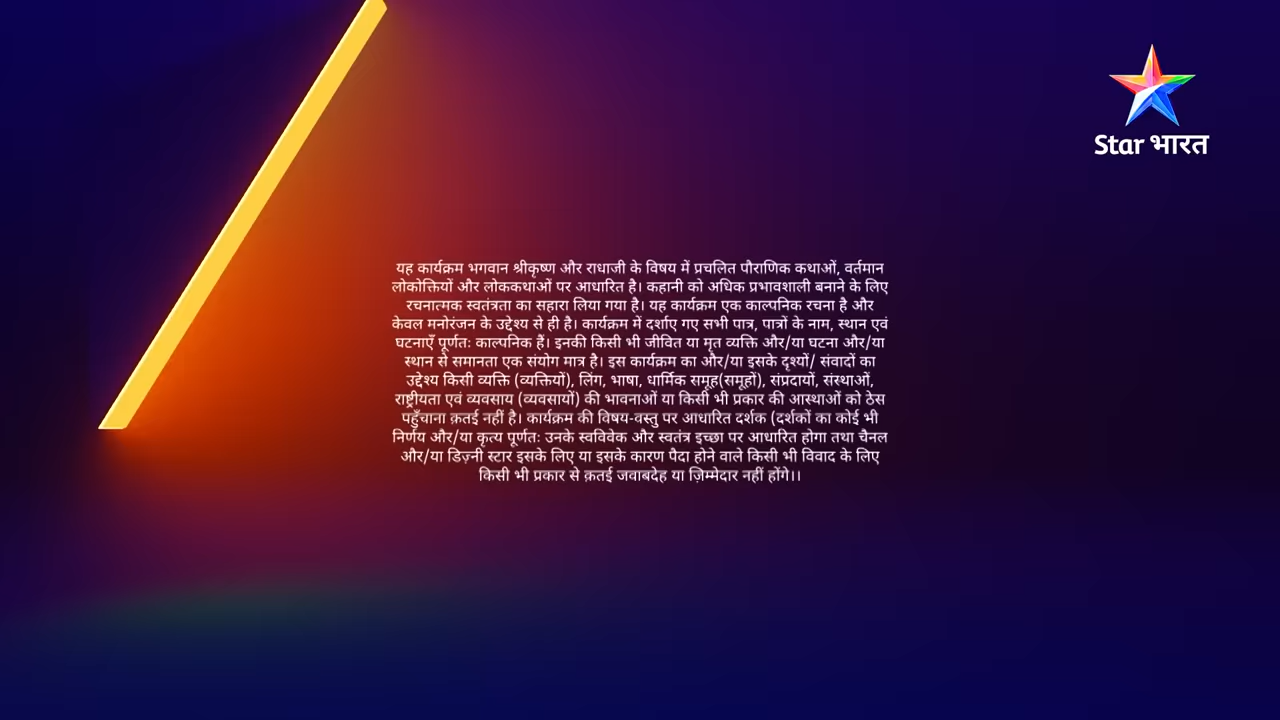 Star भारत
यह कार्यक्रम भगवान श्रीकृष्ण और राधाजी के विषय में प्रचलित पौराणिक कथाओं, वर्तमान
लोकोक्तियों और लोककथाओं पर आधारित है। कहानी को अधिक प्रभावशाली बनाने के लिए
रचनात्मक स्वतंत्रता का सहारा लिया गया है। यह कार्यक्रम एक काल्पनिक रचना है और
केवल मनोरंजन के उद्देश्य से ही है। कार्यक्रम में दर्शाए गए सभी पात्र, पात्रों के नाम, स्थान एवं
घटनाएँ पूर्णतः काल्पनिक हैं। इनकी किसी भी जीवित या मृत व्यक्ति और/या घटना और/या
स्थान से समानता एक संयोग मात्र है। इस कार्यक्रम का और/या इसके दृश्यों/ संवादों का
उद्देश्य किसी व्यक्ति (व्यक्तियों), लिंग, भाषा, धार्मिक समूह(समूहों), संप्रदायों, संस्थाओं,
राष्ट्रीयता एवं व्यवसाय (व्यवसायों) की भावनाओं या किसी भी प्रकार की आस्थाओं को ठेस
पहुँचाना क़तई नहीं है। कार्यक्रम की विषय-वस्तु पर आधारित दर्शक (दर्शकों का कोई भी
निर्णय और/या कृत्य पूर्णतः उनके स्वविवेक और स्वतंत्र इच्छा पर आधारित होगा तथा चैनल
और/या डिज़्नी स्टार इसके लिए या इसके कारण पैदा होने वाले किसी भी विवाद के लिए
किसी भी प्रकार से क़तई जवाबदेह या ज़िम्मेदार नहीं होंगे।।